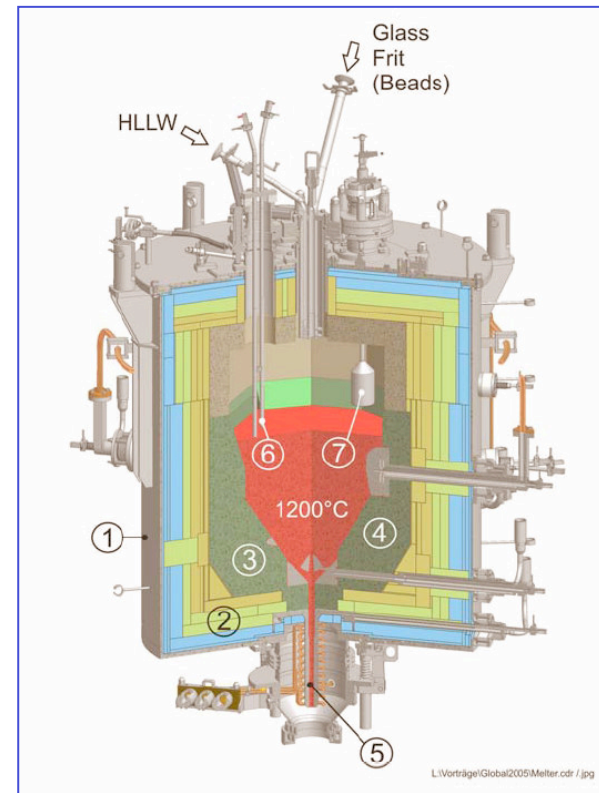 Glass
Frit
(Beads)
HLLW
6
7
1200°C
1
3
4
2
5
L:\Vorträge\Global2005\Melter.cdr /.jpg